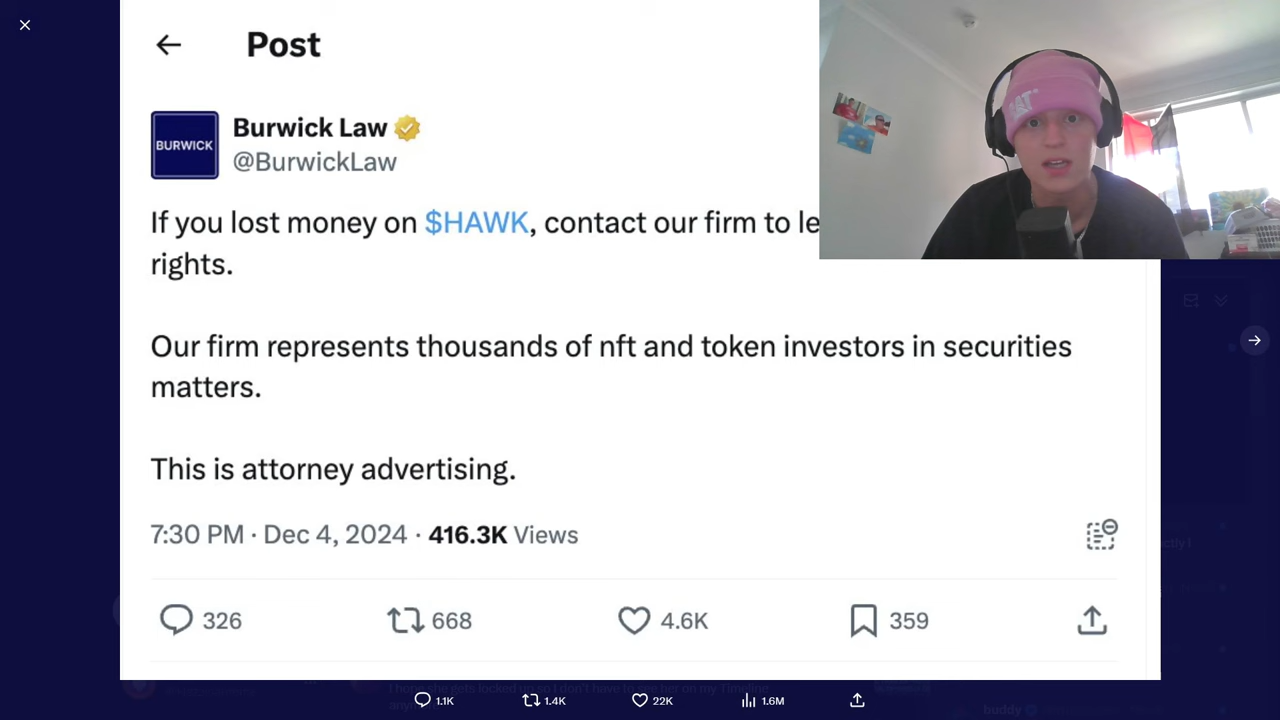 Post
Burwick Law
BURWICK
@BurwickLaw
If you lost money on $HAWK, contact our firm to
rights.
Our firm represents thousands of nft and token investors in securities
matters.
This is attorney advertising.
7:30 PM · Dec 4, 2024 · 416.3K Views
326 668 4.6K 359
1.1K 1.4K 22K 1.6M
buddy